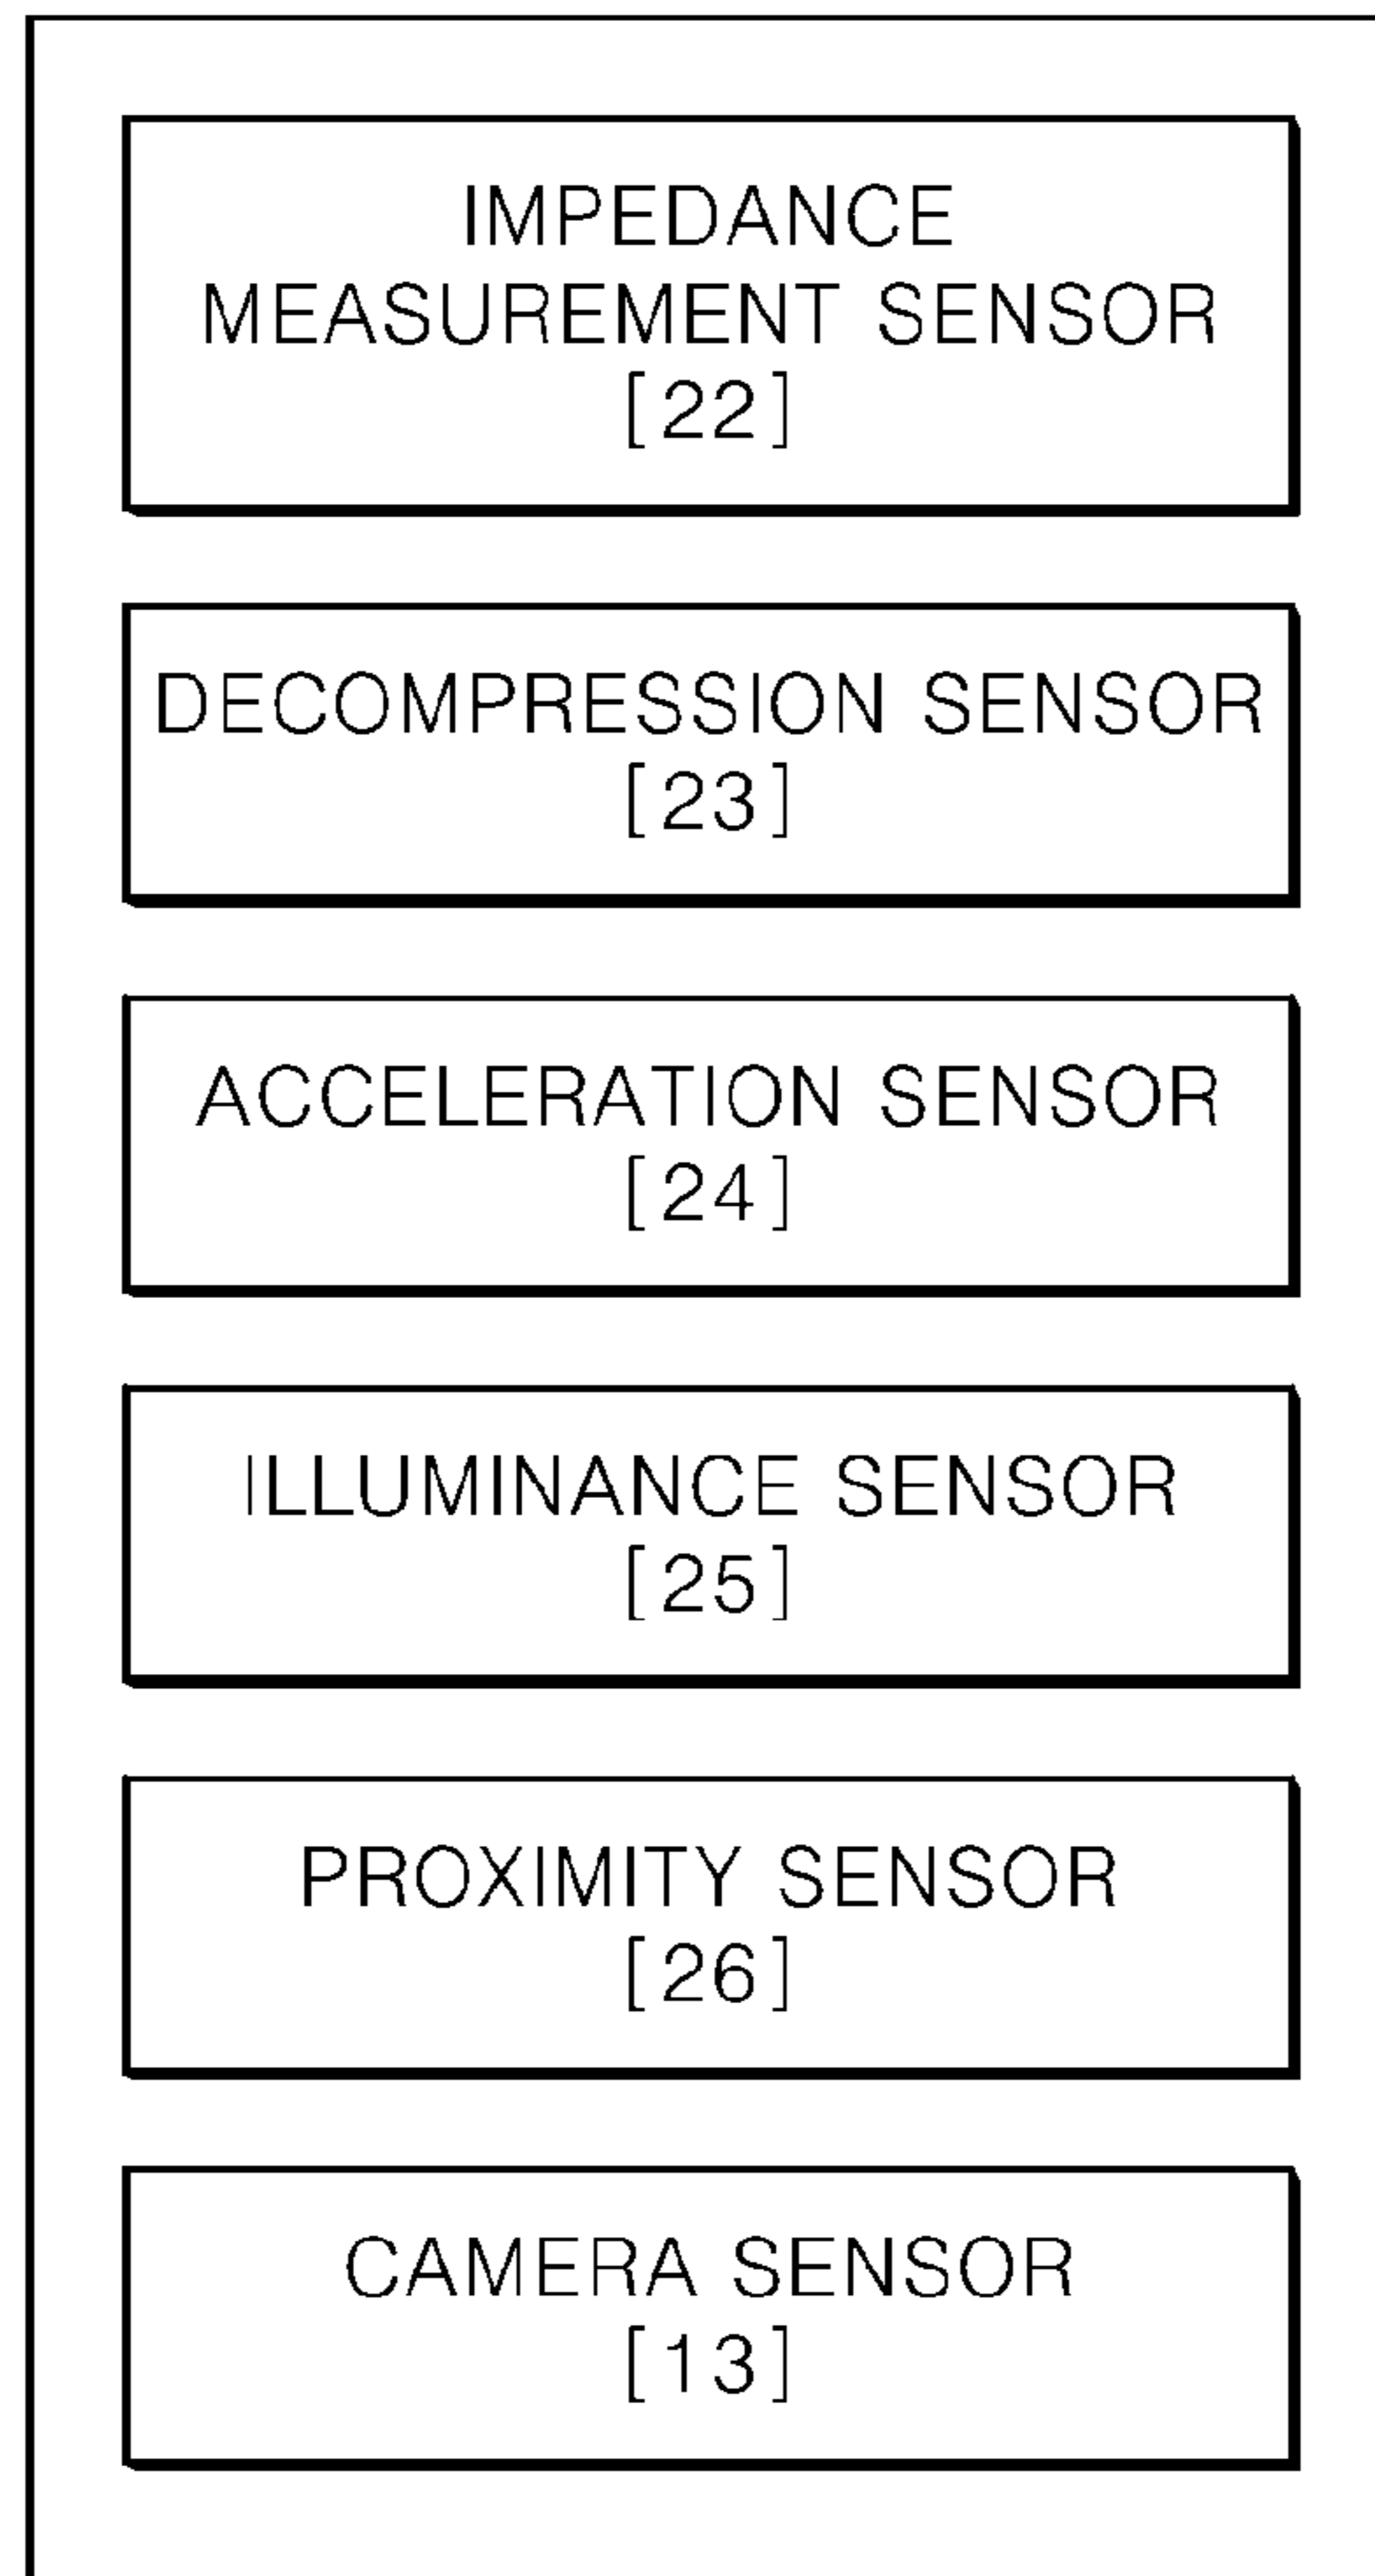 IMPEDANCE
MEASUREMENT SENSOR
[22]
DECOMPRESSION SENSOR
[23]
ACCELERATION SENSOR
[24]
ILLUMINANCE SENSOR
[25]
PROXIMITY SENSOR
[26]
CAMERA SENSOR
[13]